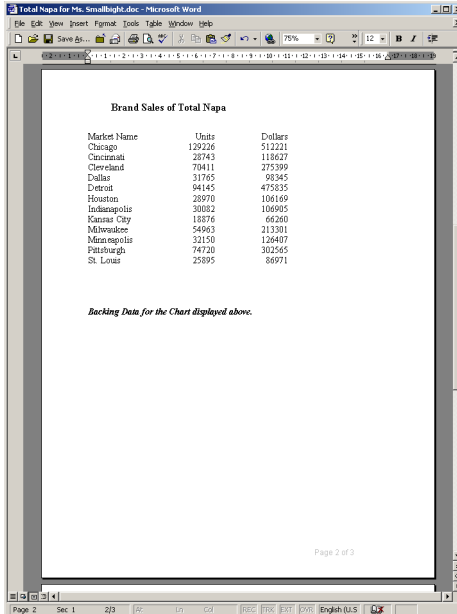 Total Napa for Ms. Smallbight.doc - Microsoft Word
File Edit View Insert Format Tools Table Window Help
Save As... 75% 12 B I
Brand Sales of Total Napa
Market Name Units Dollars
Chicago 129226 512221
Cincinnati 28743 118627
Cleveland 70411 275399
Dallas 31765 98345
Detroit 94145 475835
Houston 28970 106169
Indianapolis 30082 106905
Kansas City 18876 66260
Milwaukee 54963 213301
Minneapolis 32150 126407
Pittsburgh 74720 302565
St. Louis 25895 86971
Backing Data for the Chart displayed above.
Page 2 of 3
Page 2 Sec 1 2/3 At Ln Col REC TRK EXT OVR English (U.S